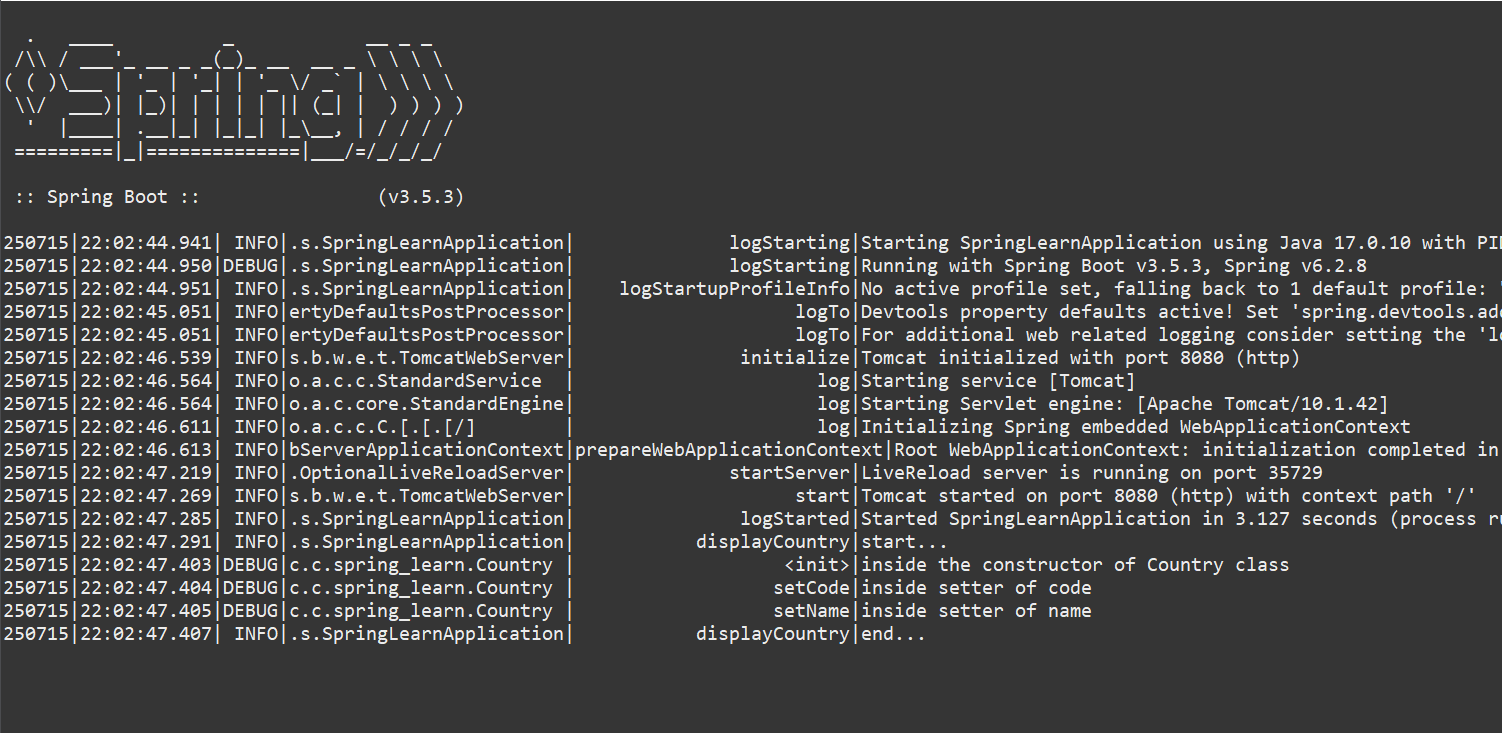 .   ____          _            __ _ _
 /\\ / ___'_ __ _ _(_)_ __  __ _ \ \ \ \
( ( )\___ | '_ | '_| | '_ \/ _` | \ \ \ \
 \\/  ___)| |_)| | | | | || (_| |  ) ) ) )
  '  |____| .__|_| |_|_| |_\__, | / / / /
 =========|_|==============|___/=/_/_/_/

 :: Spring Boot ::                (v3.5.3)

250715|22:02:44.941| INFO|.s.SpringLearnApplication|              logStarting|Starting SpringLearnApplication using Java 17.0.10 with PI
250715|22:02:44.950|DEBUG|.s.SpringLearnApplication|              logStarting|Running with Spring Boot v3.5.3, Spring v6.2.8
250715|22:02:44.951| INFO|.s.SpringLearnApplication|    logStartupProfileInfo|No active profile set, falling back to 1 default profile: "
250715|22:02:45.051| INFO|ertyDefaultsPostProcessor|                    logTo|Devtools property defaults active! Set 'spring.devtools.add
250715|22:02:45.051| INFO|ertyDefaultsPostProcessor|                    logTo|For additional web related logging consider setting the 'lo
250715|22:02:46.539| INFO|s.b.w.e.t.TomcatWebServer|               initialize|Tomcat initialized with port 8080 (http)
250715|22:02:46.564| INFO|o.a.c.c.StandardService  |                      log|Starting service [Tomcat]
250715|22:02:46.564| INFO|o.a.c.core.StandardEngine|                      log|Starting Servlet engine: [Apache Tomcat/10.1.42]
250715|22:02:46.611| INFO|o.a.c.c.C.[.[.[/]        |                      log|Initializing Spring embedded WebApplicationContext
250715|22:02:46.613| INFO|bServerApplicationContext|prepareWebApplicationContext|Root WebApplicationContext: initialization completed in
250715|22:02:47.219| INFO|.OptionalLiveReloadServer|              startServer|LiveReload server is running on port 35729
250715|22:02:47.269| INFO|s.b.w.e.t.TomcatWebServer|                    start|Tomcat started on port 8080 (http) with context path '/'
250715|22:02:47.285| INFO|.s.SpringLearnApplication|               logStarted|Started SpringLearnApplication in 3.127 seconds (process ru
250715|22:02:47.291| INFO|.s.SpringLearnApplication|           displayCountry|start...
250715|22:02:47.403|DEBUG|c.c.spring_learn.Country |                   <init>|inside the constructor of Country class
250715|22:02:47.404|DEBUG|c.c.spring_learn.Country |                  setCode|inside setter of code
250715|22:02:47.405|DEBUG|c.c.spring_learn.Country |                  setName|inside setter of name
250715|22:02:47.407| INFO|.s.SpringLearnApplication|           displayCountry|end...